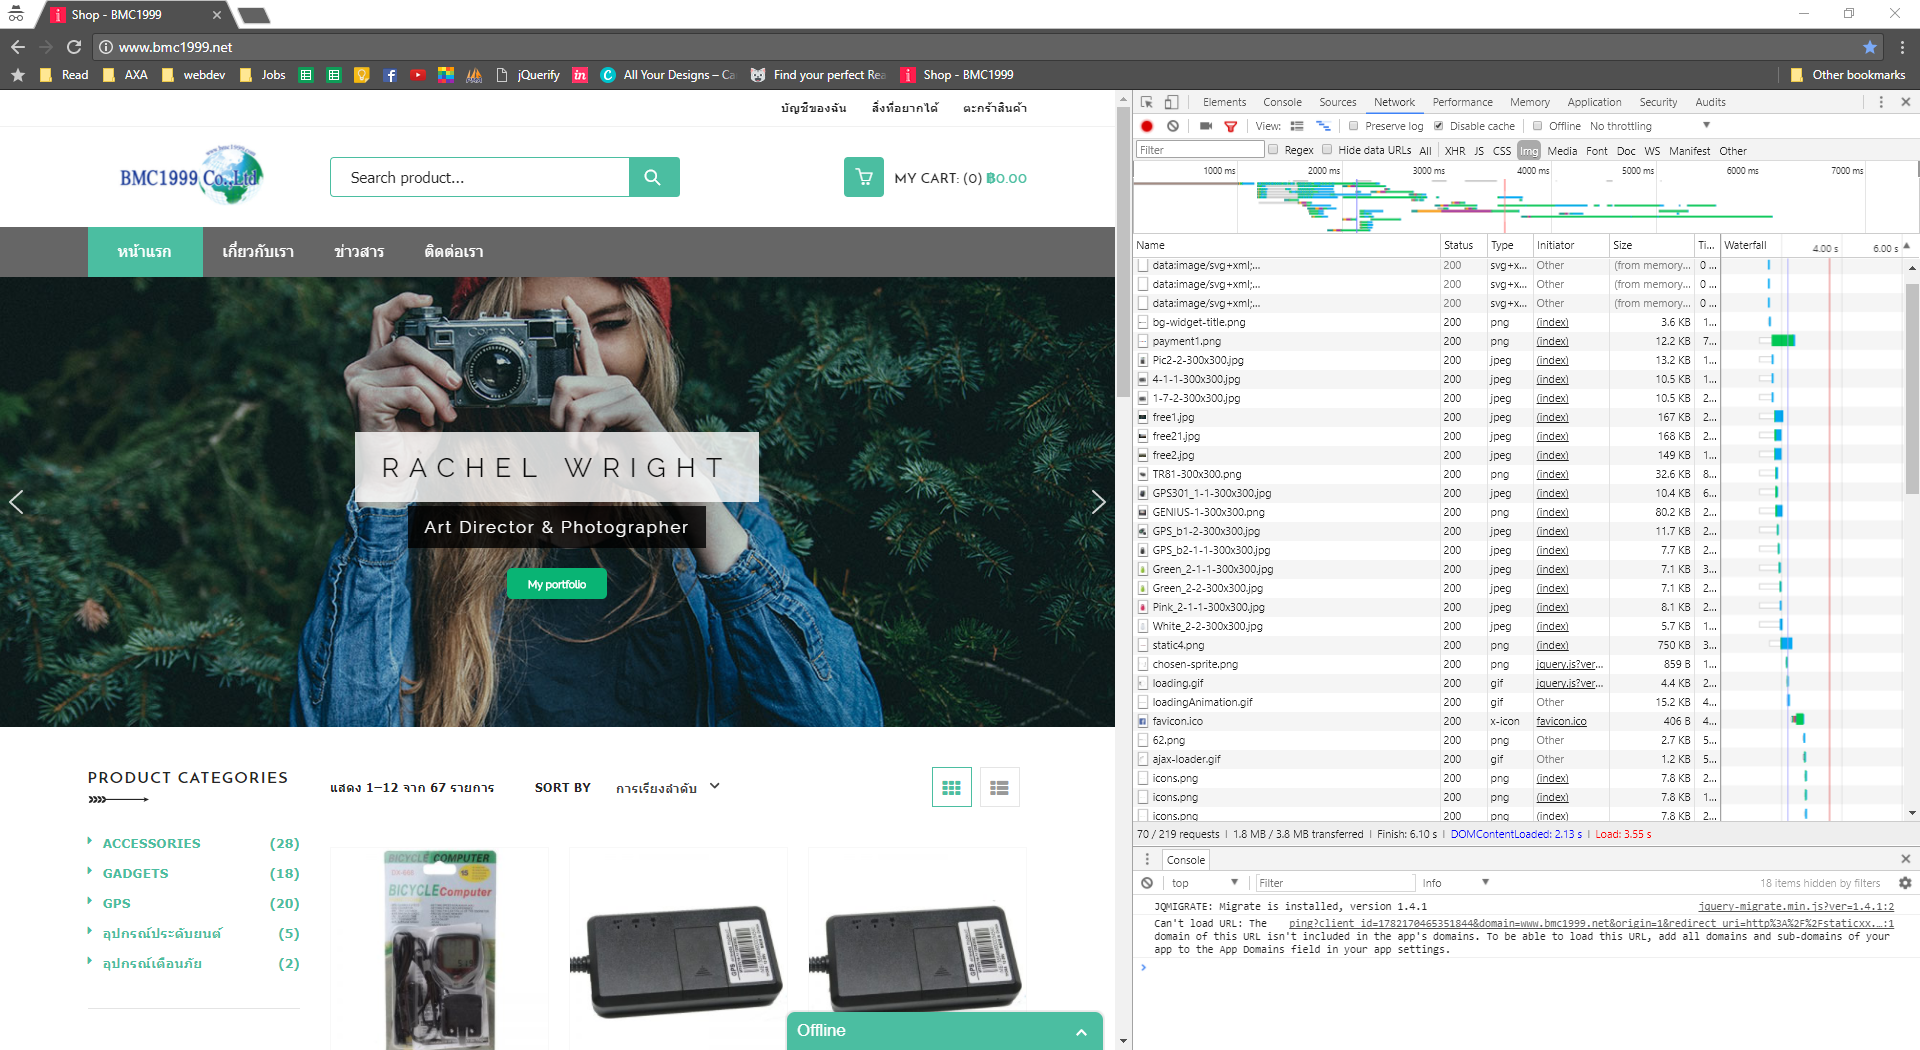 Shop - BMC1999
www.bmc1999.net
Read
AXA
webdev
Jobs
jQuerify
All Your Designs – Ca
Find your perfect Rea
Shop - BMC1999
Other bookmarks
บัญชีของฉัน สิ่งที่อยากได้ ตะกร้าสินค้า
www.bmc1999.com
BMC1999 Co.,Ltd
Search product...
MY CART: (0) ฿0.00
หน้าแรก เกี่ยวกับเรา ข่าวสาร ติดต่อเรา
RACHEL WRIGHT
Art Director & Photographer
My portfolio
PRODUCT CATEGORIES
แสดง 1–12 จาก 67 รายการ
SORT BY การเรียงลำดับ
ACCESSORIES (28)
GADGETS (18)
GPS (20)
อุปกรณ์ประดับยนต์ (5)
อุปกรณ์เตือนภัย (2)
BICYCLE COMPUTER
BICYCLE Computer
Offline
Elements Console Sources Network Performance Memory Application Security Audits
View: Preserve log Disable cache Offline No throttling
Filter Regex Hide data URLs All XHR JS CSS Img Media Font Doc WS Manifest Other
1000 ms 2000 ms 3000 ms 4000 ms 5000 ms 6000 ms 7000 ms
Name Status Type Initiator Size Ti... Waterfall 4.00 s 6.00 s
data:image/svg+xml;... 200 svg+x... Other (from memory... 0 ...
data:image/svg+xml;... 200 svg+x... Other (from memory... 0 ...
data:image/svg+xml;... 200 svg+x... Other (from memory... 0 ...
bg-widget-title.png 200 png (index) 3.6 KB 1...
payment1.png 200 png (index) 12.2 KB 7...
Pic2-2-300x300.jpg 200 jpeg (index) 13.2 KB 1...
4-1-1-300x300.jpg 200 jpeg (index) 10.5 KB 1...
1-7-2-300x300.jpg 200 jpeg (index) 10.5 KB 2...
free1.jpg 200 jpeg (index) 167 KB 2...
free21.jpg 200 jpeg (index) 168 KB 2...
free2.jpg 200 jpeg (index) 149 KB 1...
TR81-300x300.png 200 png (index) 32.6 KB 8...
GPS301_1-1-300x300.jpg 200 jpeg (index) 10.4 KB 6...
GENIUS-1-300x300.png 200 png (index) 80.2 KB 2...
GPS_b1-2-300x300.jpg 200 jpeg (index) 11.7 KB 2...
GPS_b2-1-1-300x300.jpg 200 jpeg (index) 7.7 KB 2...
Green_2-1-1-300x300.jpg 200 jpeg (index) 7.1 KB 3...
Green_2-2-300x300.jpg 200 jpeg (index) 7.1 KB 2...
Pink_2-1-1-300x300.jpg 200 jpeg (index) 8.1 KB 2...
White_2-2-300x300.jpg 200 jpeg (index) 5.7 KB 1...
static4.png 200 png (index) 750 KB 3...
chosen-sprite.png 200 png jquery.js?ver... 859 B 1...
loading.gif 200 gif jquery.js?ver... 4.4 KB 2...
loadingAnimation.gif 200 gif Other 15.2 KB 4...
favicon.ico 200 x-icon favicon.ico 406 B 4...
62.png 200 png Other 2.7 KB 5...
ajax-loader.gif 200 gif Other 1.2 KB 5...
icons.png 200 png (index) 7.8 KB 2...
icons.png 200 png (index) 7.8 KB 1...
icons.png 200 png (index) 7.8 KB 2...
70 / 219 requests | 1.8 MB / 3.8 MB transferred | Finish: 6.10 s | DOMContentLoaded: 2.13 s | Load: 3.55 s
Console
top Filter Info 18 items hidden by filters
JQMIGRATE: Migrate is installed, version 1.4.1 jquery-migrate.min.js?ver=1.4.1:2
Can't load URL: The ping?client_id=1782170465351844&domain=www.bmc1999.net&origin=1&redirect_uri=http%3A%2F%2Fstaticxx.…:1
domain of this URL isn't included in the app's domains. To be able to load this URL, add all domains and sub-domains of your
app to the App Domains field in your app settings.